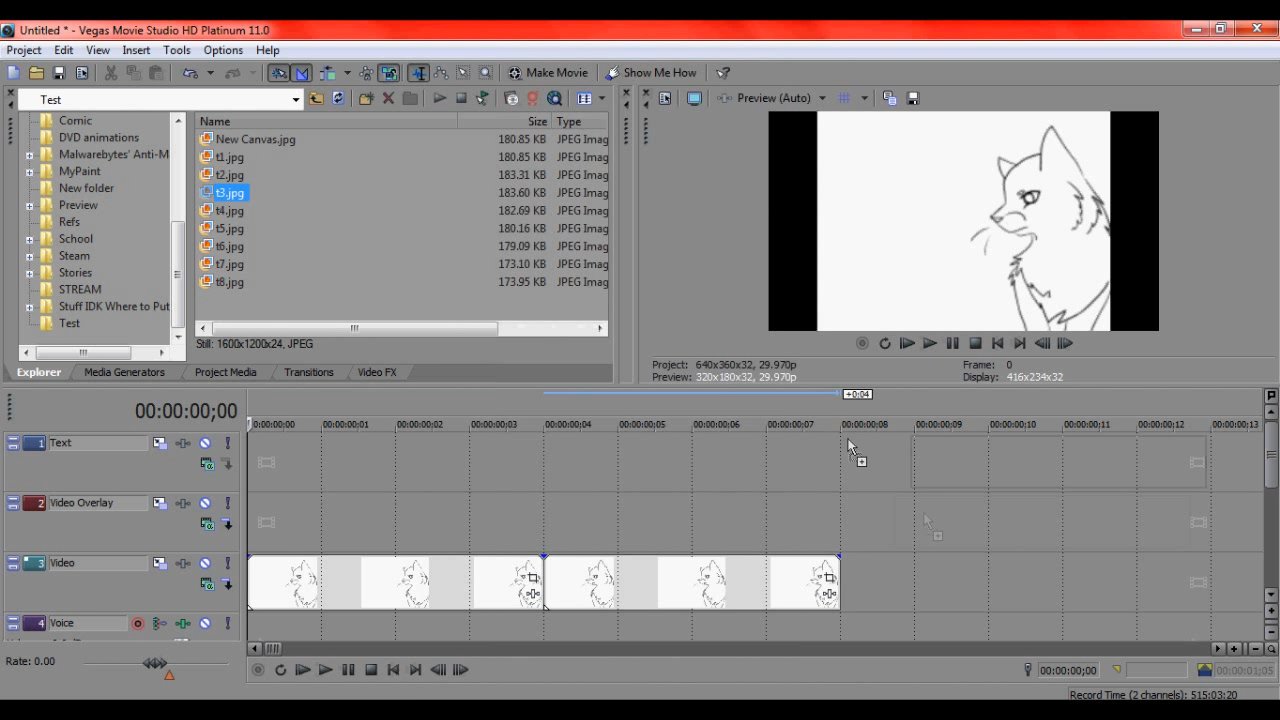 Untitled * - Vegas Movie Studio HD Platinum 11.0
Project Edit View Insert Tools Options Help
Make Movie Show Me How
Test
Preview (Auto)
Comic
DVD animations
Malwarebytes' Anti-M
MyPaint
New folder
Preview
Refs
School
Steam
Stories
STREAM
Stuff IDK Where to Put
Test
Name Size Type
New Canvas.jpg 180.85 KB JPEG Imag
t1.jpg 180.85 KB JPEG Imag
t2.jpg 183.31 KB JPEG Imag
t3.jpg 183.60 KB JPEG Imag
t4.jpg 182.69 KB JPEG Imag
t5.jpg 180.16 KB JPEG Imag
t6.jpg 179.09 KB JPEG Imag
t7.jpg 173.10 KB JPEG Imag
t8.jpg 173.95 KB JPEG Imag
Still: 1600x1200x24, JPEG
Explorer Media Generators Project Media Transitions Video FX
Project: 640x360x32, 29.970p Frame: 0
Preview: 320x180x32, 29.970p Display: 416x234x32
+0:04
00:00:00;00
00:00:00;00 00:00:00;01 00:00:00;02 00:00:00;03 00:00:00;04 00:00:00;05 00:00:00;06 00:00:00;07 00:00:00;08 00:00:00;09 00:00:00;10 00:00:00;11 00:00:00;12 00:00:00;13
1 Text
2 Video Overlay
3 Video
4 Voice
Rate: 0.00
00:00:00;00 00:00:01;05
Record Time (2 channels): 515:03:20